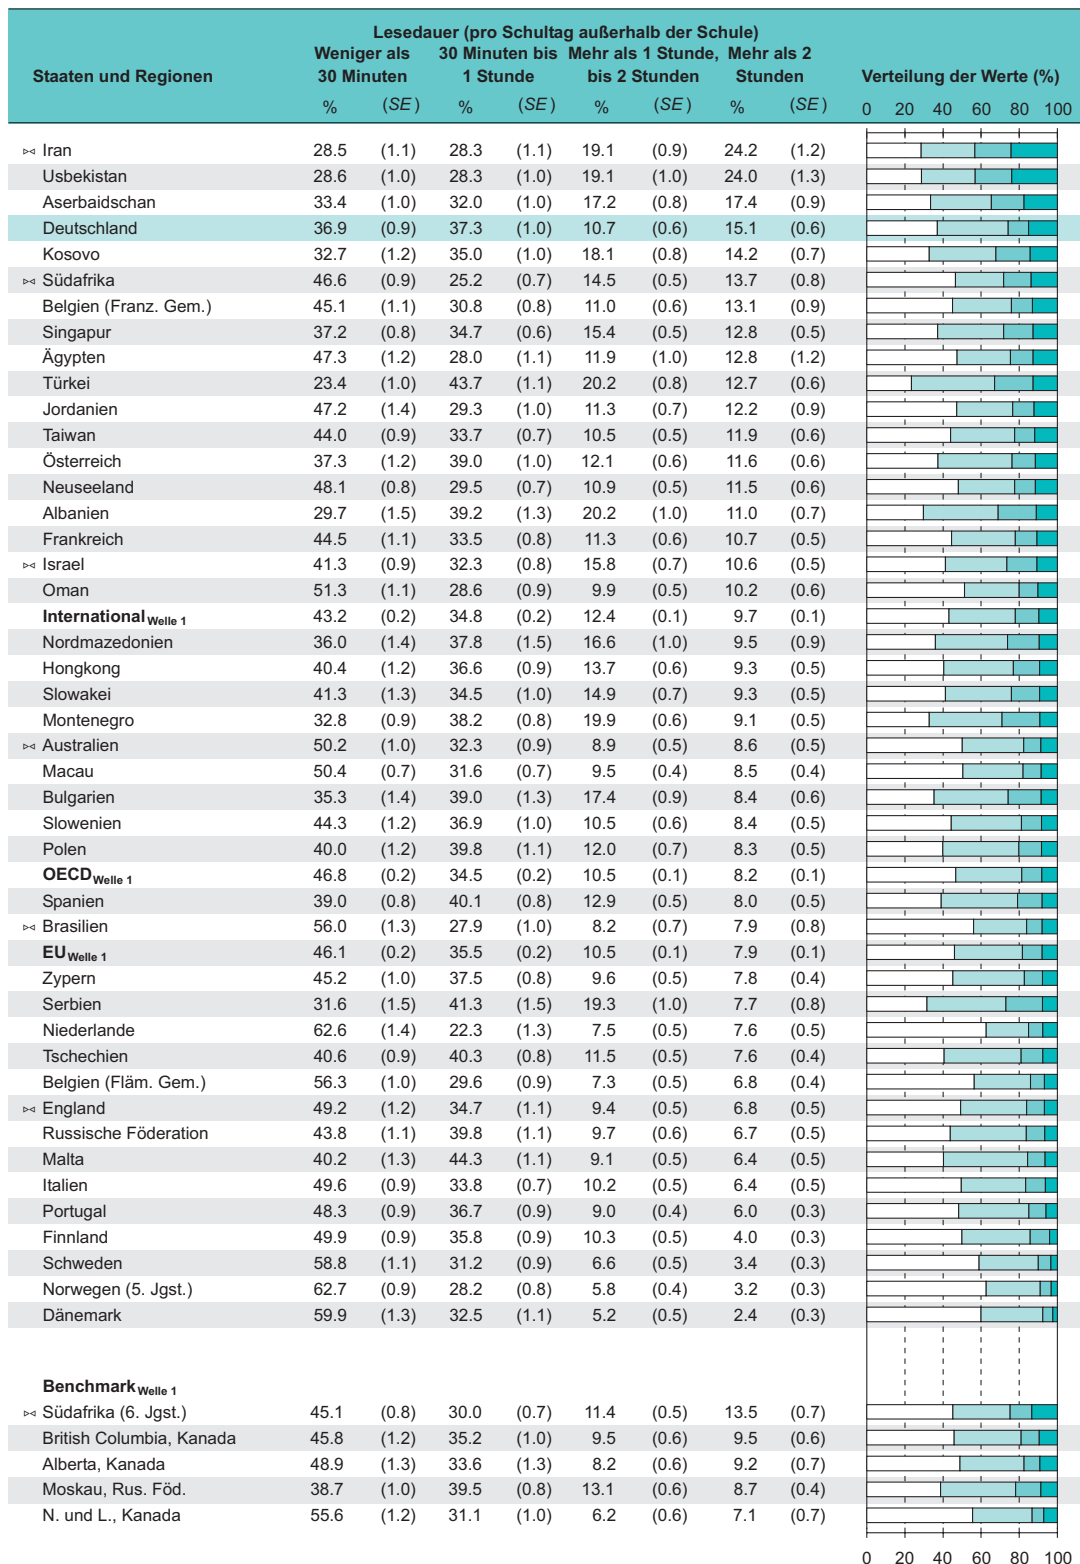 Lesedauer (pro Schultag außerhalb der Schule)
Weniger als 30 Minuten bis Mehr als 1 Stunde, Mehr als 2
Staaten und Regionen 30 Minuten 1 Stunde bis 2 Stunden Stunden Verteilung der Werte (%)
% (SE) % (SE) % (SE) % (SE) 0 20 40 60 80 100
⋈ Iran 28.5 (1.1) 28.3 (1.1) 19.1 (0.9) 24.2 (1.2)
Usbekistan 28.6 (1.0) 28.3 (1.0) 19.1 (1.0) 24.0 (1.3)
Aserbaidschan 33.4 (1.0) 32.0 (1.0) 17.2 (0.8) 17.4 (0.9)
Deutschland 36.9 (0.9) 37.3 (1.0) 10.7 (0.6) 15.1 (0.6)
Kosovo 32.7 (1.2) 35.0 (1.0) 18.1 (0.8) 14.2 (0.7)
⋈ Südafrika 46.6 (0.9) 25.2 (0.7) 14.5 (0.5) 13.7 (0.8)
Belgien (Franz. Gem.) 45.1 (1.1) 30.8 (0.8) 11.0 (0.6) 13.1 (0.9)
Singapur 37.2 (0.8) 34.7 (0.6) 15.4 (0.5) 12.8 (0.5)
Ägypten 47.3 (1.2) 28.0 (1.1) 11.9 (1.0) 12.8 (1.2)
Türkei 23.4 (1.0) 43.7 (1.1) 20.2 (0.8) 12.7 (0.6)
Jordanien 47.2 (1.4) 29.3 (1.0) 11.3 (0.7) 12.2 (0.9)
Taiwan 44.0 (0.9) 33.7 (0.7) 10.5 (0.5) 11.9 (0.6)
Österreich 37.3 (1.2) 39.0 (1.0) 12.1 (0.6) 11.6 (0.6)
Neuseeland 48.1 (0.8) 29.5 (0.7) 10.9 (0.5) 11.5 (0.6)
Albanien 29.7 (1.5) 39.2 (1.3) 20.2 (1.0) 11.0 (0.7)
Frankreich 44.5 (1.1) 33.5 (0.8) 11.3 (0.6) 10.7 (0.5)
⋈ Israel 41.3 (0.9) 32.3 (0.8) 15.8 (0.7) 10.6 (0.5)
Oman 51.3 (1.1) 28.6 (0.9) 9.9 (0.5) 10.2 (0.6)
International Welle 1 43.2 (0.2) 34.8 (0.2) 12.4 (0.1) 9.7 (0.1)
Nordmazedonien 36.0 (1.4) 37.8 (1.5) 16.6 (1.0) 9.5 (0.9)
Hongkong 40.4 (1.2) 36.6 (0.9) 13.7 (0.6) 9.3 (0.5)
Slowakei 41.3 (1.3) 34.5 (1.0) 14.9 (0.7) 9.3 (0.5)
Montenegro 32.8 (0.9) 38.2 (0.8) 19.9 (0.6) 9.1 (0.5)
⋈ Australien 50.2 (1.0) 32.3 (0.9) 8.9 (0.5) 8.6 (0.5)
Macau 50.4 (0.7) 31.6 (0.7) 9.5 (0.4) 8.5 (0.4)
Bulgarien 35.3 (1.4) 39.0 (1.3) 17.4 (0.9) 8.4 (0.6)
Slowenien 44.3 (1.2) 36.9 (1.0) 10.5 (0.6) 8.4 (0.5)
Polen 40.0 (1.2) 39.8 (1.1) 12.0 (0.7) 8.3 (0.5)
OECD Welle 1 46.8 (0.2) 34.5 (0.2) 10.5 (0.1) 8.2 (0.1)
Spanien 39.0 (0.8) 40.1 (0.8) 12.9 (0.5) 8.0 (0.5)
⋈ Brasilien 56.0 (1.3) 27.9 (1.0) 8.2 (0.7) 7.9 (0.8)
EU Welle 1 46.1 (0.2) 35.5 (0.2) 10.5 (0.1) 7.9 (0.1)
Zypern 45.2 (1.0) 37.5 (0.8) 9.6 (0.5) 7.8 (0.4)
Serbien 31.6 (1.5) 41.3 (1.5) 19.3 (1.0) 7.7 (0.8)
Niederlande 62.6 (1.4) 22.3 (1.3) 7.5 (0.5) 7.6 (0.5)
Tschechien 40.6 (0.9) 40.3 (0.8) 11.5 (0.5) 7.6 (0.4)
Belgien (Fläm. Gem.) 56.3 (1.0) 29.6 (0.9) 7.3 (0.5) 6.8 (0.4)
⋈ England 49.2 (1.2) 34.7 (1.1) 9.4 (0.5) 6.8 (0.5)
Russische Föderation 43.8 (1.1) 39.8 (1.1) 9.7 (0.6) 6.7 (0.5)
Malta 40.2 (1.3) 44.3 (1.1) 9.1 (0.5) 6.4 (0.5)
Italien 49.6 (0.9) 33.8 (0.7) 10.2 (0.5) 6.4 (0.5)
Portugal 48.3 (0.9) 36.7 (0.9) 9.0 (0.4) 6.0 (0.3)
Finnland 49.9 (0.9) 35.8 (0.9) 10.3 (0.5) 4.0 (0.3)
Schweden 58.8 (1.1) 31.2 (0.9) 6.6 (0.5) 3.4 (0.3)
Norwegen (5. Jgst.) 62.7 (0.9) 28.2 (0.8) 5.8 (0.4) 3.2 (0.3)
Dänemark 59.9 (1.3) 32.5 (1.1) 5.2 (0.5) 2.4 (0.3)
Benchmark Welle 1
⋈ Südafrika (6. Jgst.) 45.1 (0.8) 30.0 (0.7) 11.4 (0.5) 13.5 (0.7)
British Columbia, Kanada 45.8 (1.2) 35.2 (1.0) 9.5 (0.6) 9.5 (0.6)
Alberta, Kanada 48.9 (1.3) 33.6 (1.3) 8.2 (0.6) 9.2 (0.7)
Moskau, Rus. Föd. 38.7 (1.0) 39.5 (0.8) 13.1 (0.6) 8.7 (0.4)
N. und L., Kanada 55.6 (1.2) 31.1 (1.0) 6.2 (0.6) 7.1 (0.7)
0 20 40 60 80 100